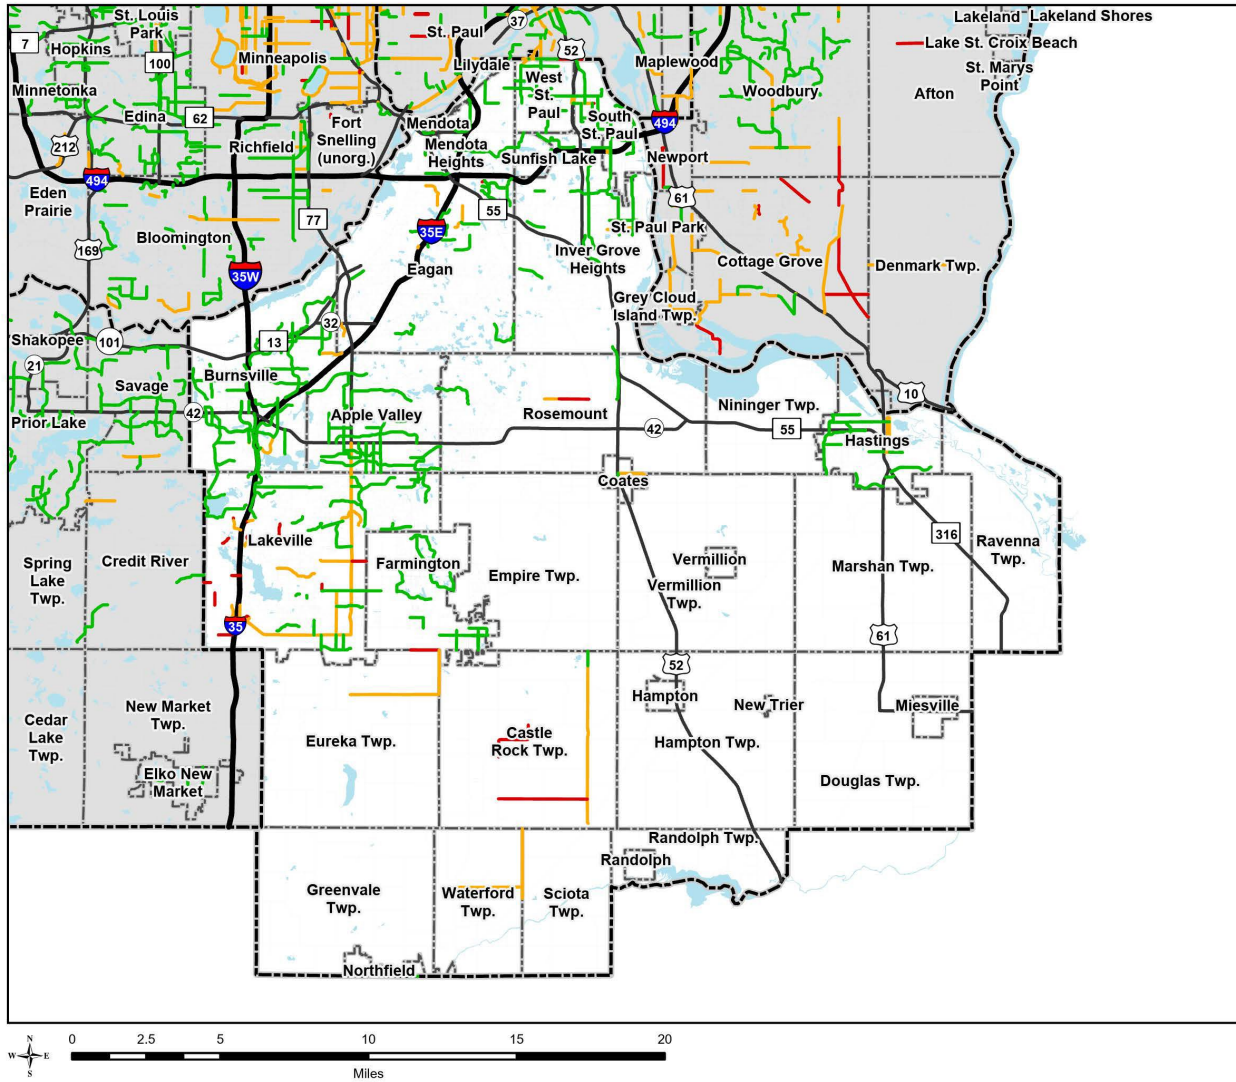 St. Louis
Park
7
Hopkins
100
Minneapolis
Minnetonka
Edina
62
212
Richfield
Fort
Snelling
(unorg.)
494
Eden
Prairie
Bloomington
77
169
35W
St. Paul
37
52
Lilydale
West
St.
Paul
Mendota
Mendota
Heights
South
St. Paul
Sunfish Lake
Maplewood
494
Newport
61
Woodbury
Lakeland
Lakeland Shores
Lake St. Croix Beach
St. Marys
Point
Afton
55
35E
Eagan
St. Paul Park
Inver Grove
Heights
Cottage Grove
Denmark Twp.
Grey Cloud
Island Twp.
Shakopee
101
13
32
21
Savage
Burnsville
Prior Lake
42
Apple Valley
Rosemount
42
Nininger Twp.
55
10
Hastings
Coates
Spring
Lake
Twp.
Credit River
Lakeville
Farmington
Empire Twp.
Vermillion
Vermillion
Twp.
Marshan Twp.
316
Ravenna
Twp.
35
61
52
Cedar
Lake
Twp.
New Market
Twp.
Elko New
Market
Eureka Twp.
Castle
Rock Twp.
Hampton
New Trier
Hampton Twp.
Miesville
Douglas Twp.
Randolph Twp.
Randolph
Greenvale
Twp.
Waterford
Twp.
Sciota
Twp.
Northfield
N
W E
S
0 2.5 5 10 15 20
Miles